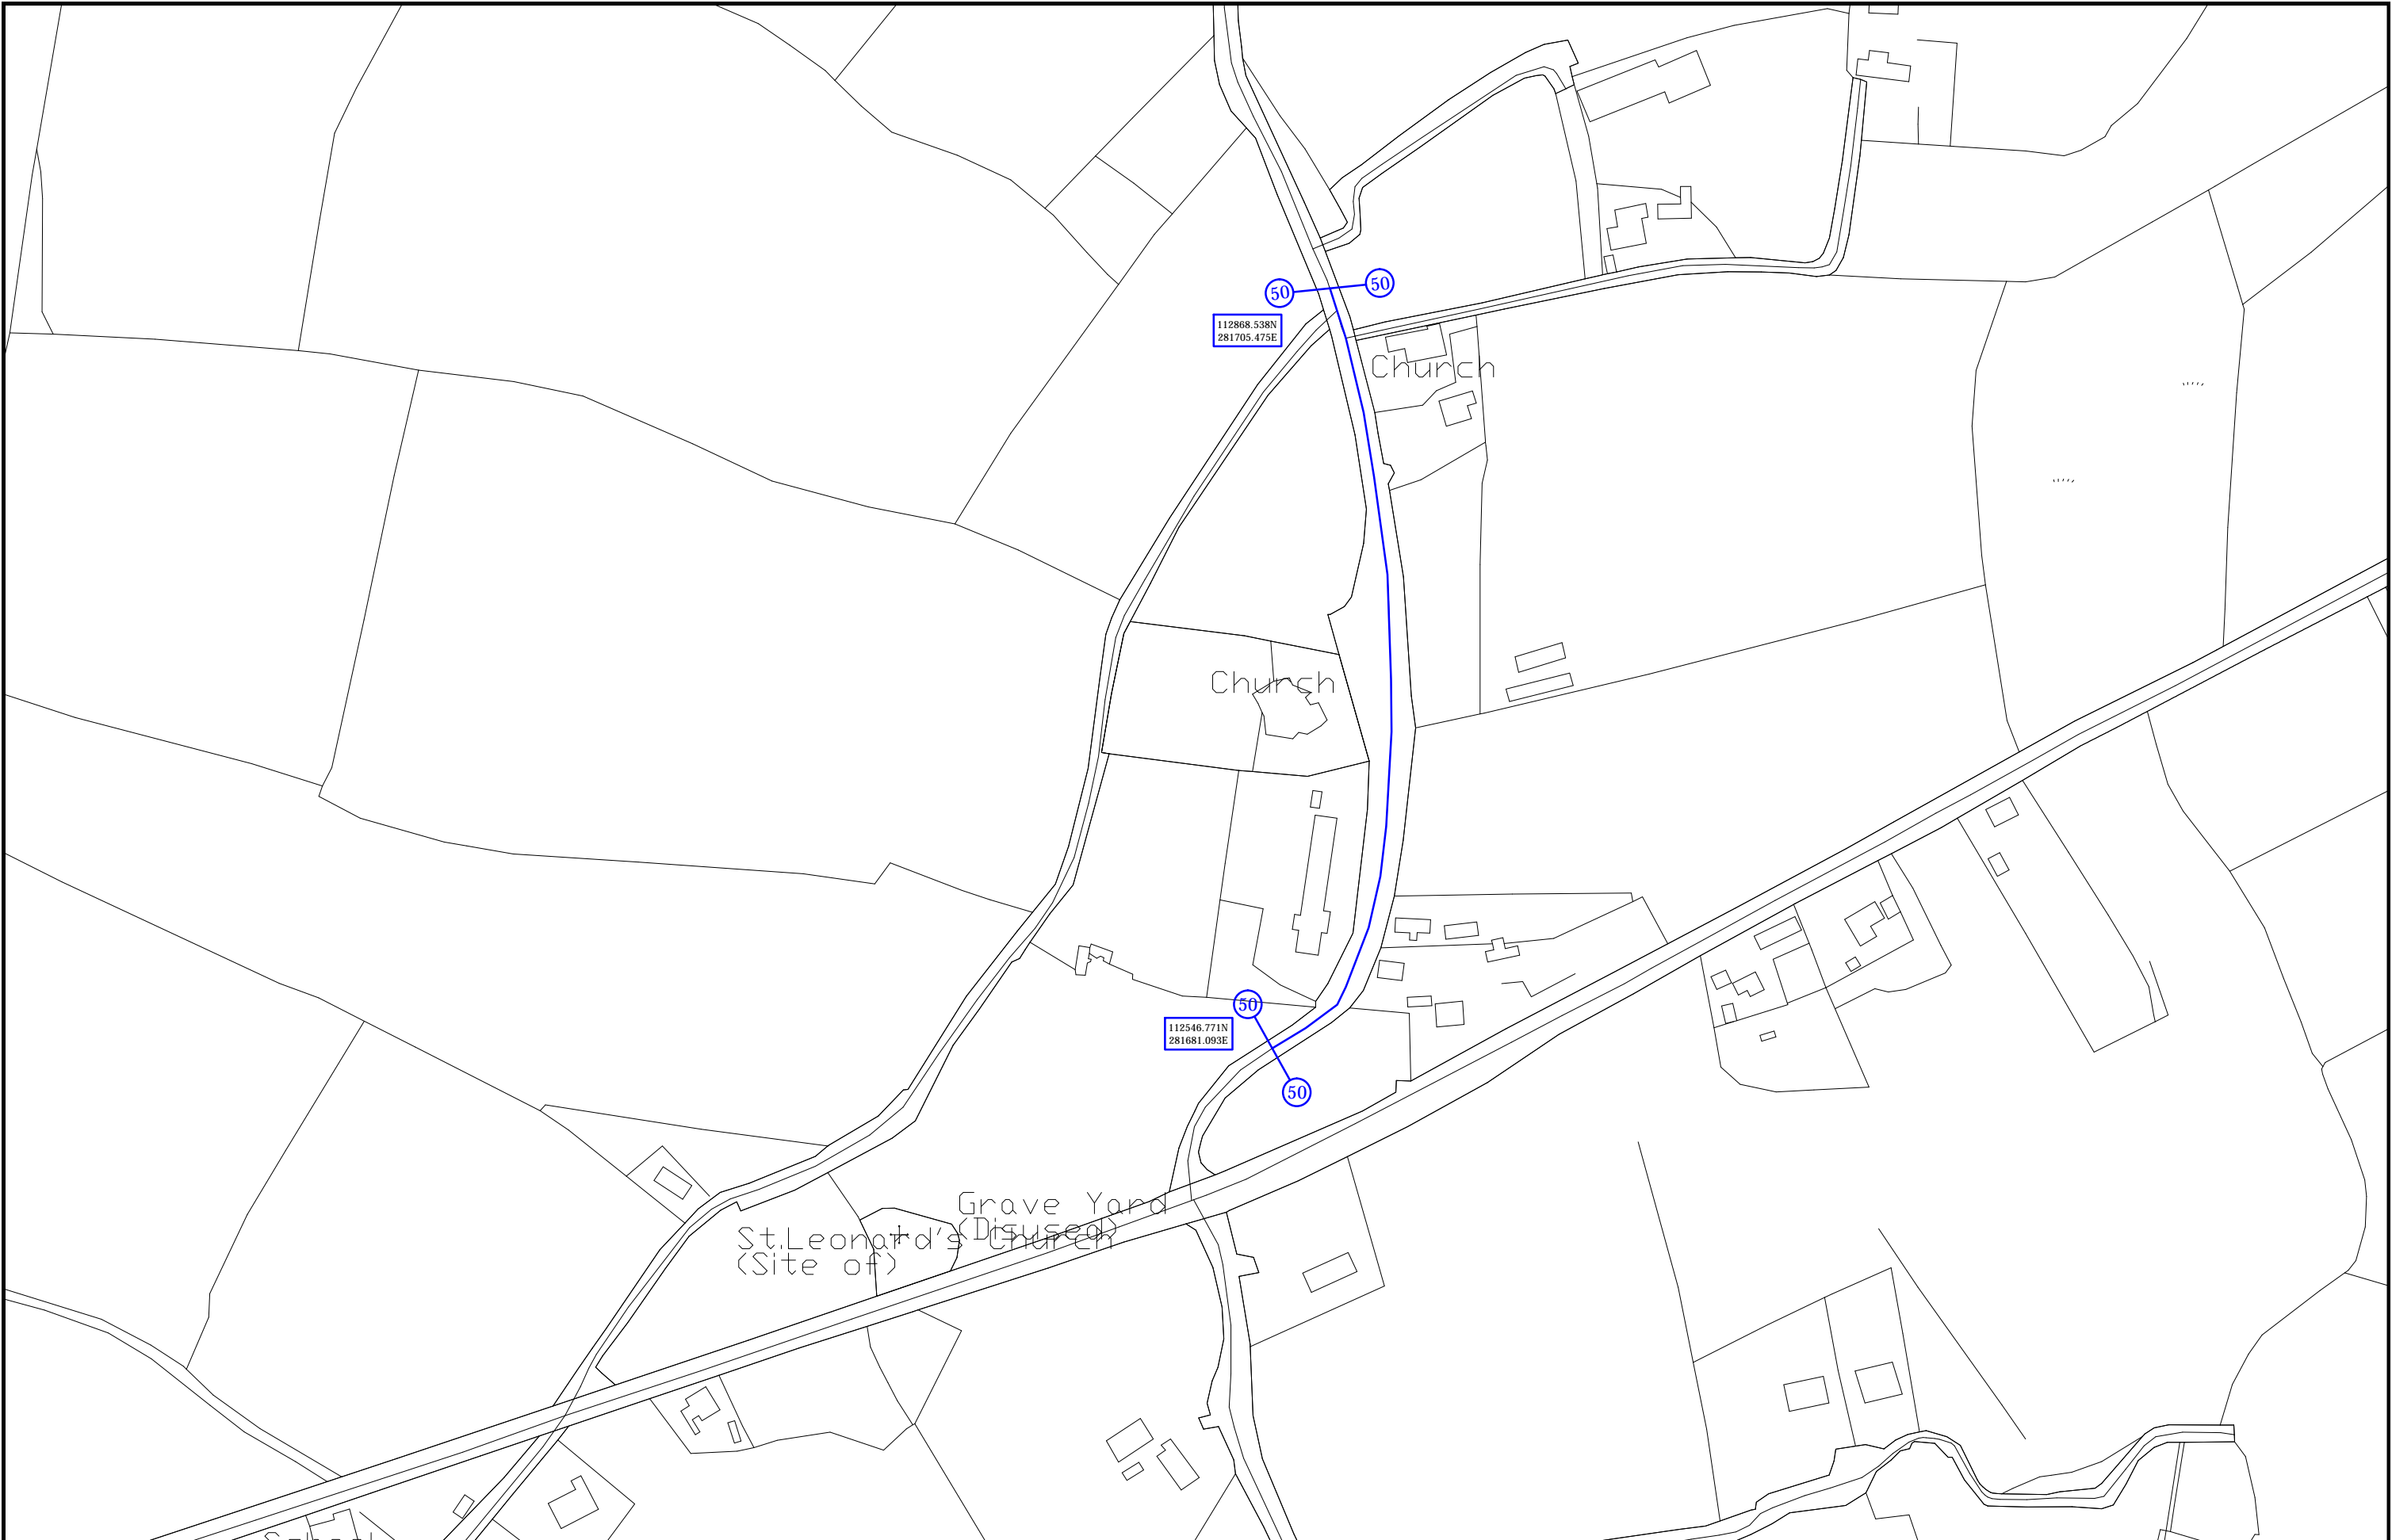 50
50
112868.538N
281705.475E
Church
Church
50
112546.771N
281681.093E
50
Grave Yard
(Disused)
St.Leonard's Church
(Site of)
School